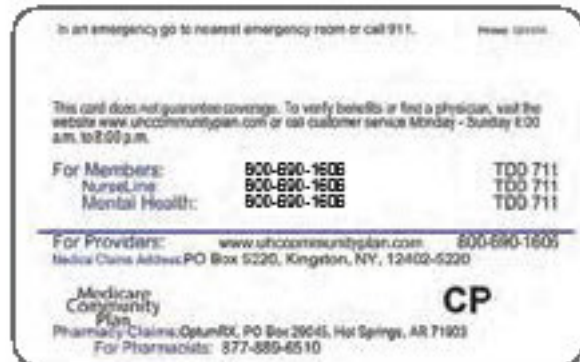 In an emergency go to nearest emergency room or call 911. Printed:
This card does not guarantee coverage. To verify benefits or find a physician, visit the
website www.uhccommunityplan.com or call customer service Monday - Sunday 8:00
a.m. to 8:00 p.m.
For Members: 800-690-1606 TDD 711
NurseLine: 800-690-1606 TDD 711
Mental Health: 800-690-1606 TDD 711
For Providers: www.uhccommunityplan.com 800-690-1606
Medical Claims Address: PO Box 5220, Kingston, NY, 12402-5220
Medicare
Community
Plan
CP
Pharmacy Claims: OptumRX, PO Box 29045, Hot Springs, AR 71903
For Pharmacists: 877-889-6510